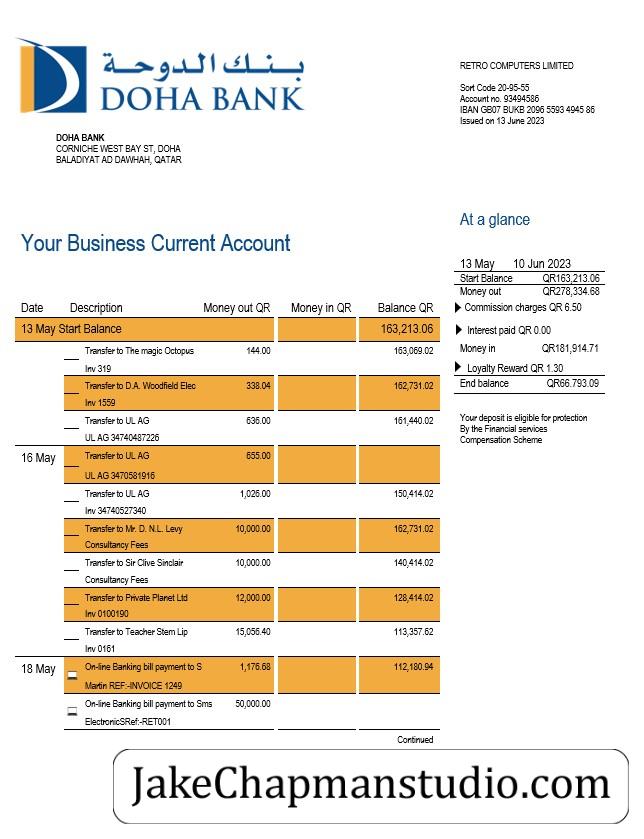 بنك الدوحة
DOHA BANK
RETRO COMPUTERS LIMITED
Sort Code 20-95-55
Account no. 93494586
IBAN GB07 BUKB 2096 5593 4945 86
Issued on 13 June 2023
DOHA BANK
CORNICHE WEST BAY ST, DOHA
BALADIYAT AD DAWHAH, QATAR
At a glance
Your Business Current Account
13 May 10 Jun 2023
Start Balance QR163,213.06
Money out QR278,334.68
Commission charges QR 6.50
Interest paid QR 0.00
Money in QR181,914.71
Loyalty Reward QR 1.30
End balance QR66.793.09
Your deposit is eligible for protection
By the Financial services
Compensation Scheme
Date Description Money out QR Money in QR Balance QR
13 May Start Balance 163,213.06
Transfer to The magic Octopus 144.00 163,069.02
Inv 319
Transfer to D.A. Woodfield Elec 338.04 162,731.02
Inv 1559
Transfer to UL AG 636.00 161,440.02
UL AG 34740487226
16 May Transfer to UL AG 655.00
UL AG 3470581916
Transfer to UL AG 1,026.00 150,414.02
Inv 34740527340
Transfer to Mr. D. N.L. Levy 10,000.00 162,731.02
Consultancy Fees
Transfer to Sir Clive Sinclair 10,000.00 140,414.02
Consultancy Fees
Transfer to Private Planet Ltd 12,000.00 128,414.02
Inv 0100190
Transfer to Teacher Stem Lip 15,056.40 113,357.62
Inv 0161
18 May On-line Banking bill payment to S 1,176.68 112,180.94
Martin REF:-INVOICE 1249
On-line Banking bill payment to Sms 50,000.00
ElectronicSRef:-RET001
Continued
JakeChapmanstudio.com